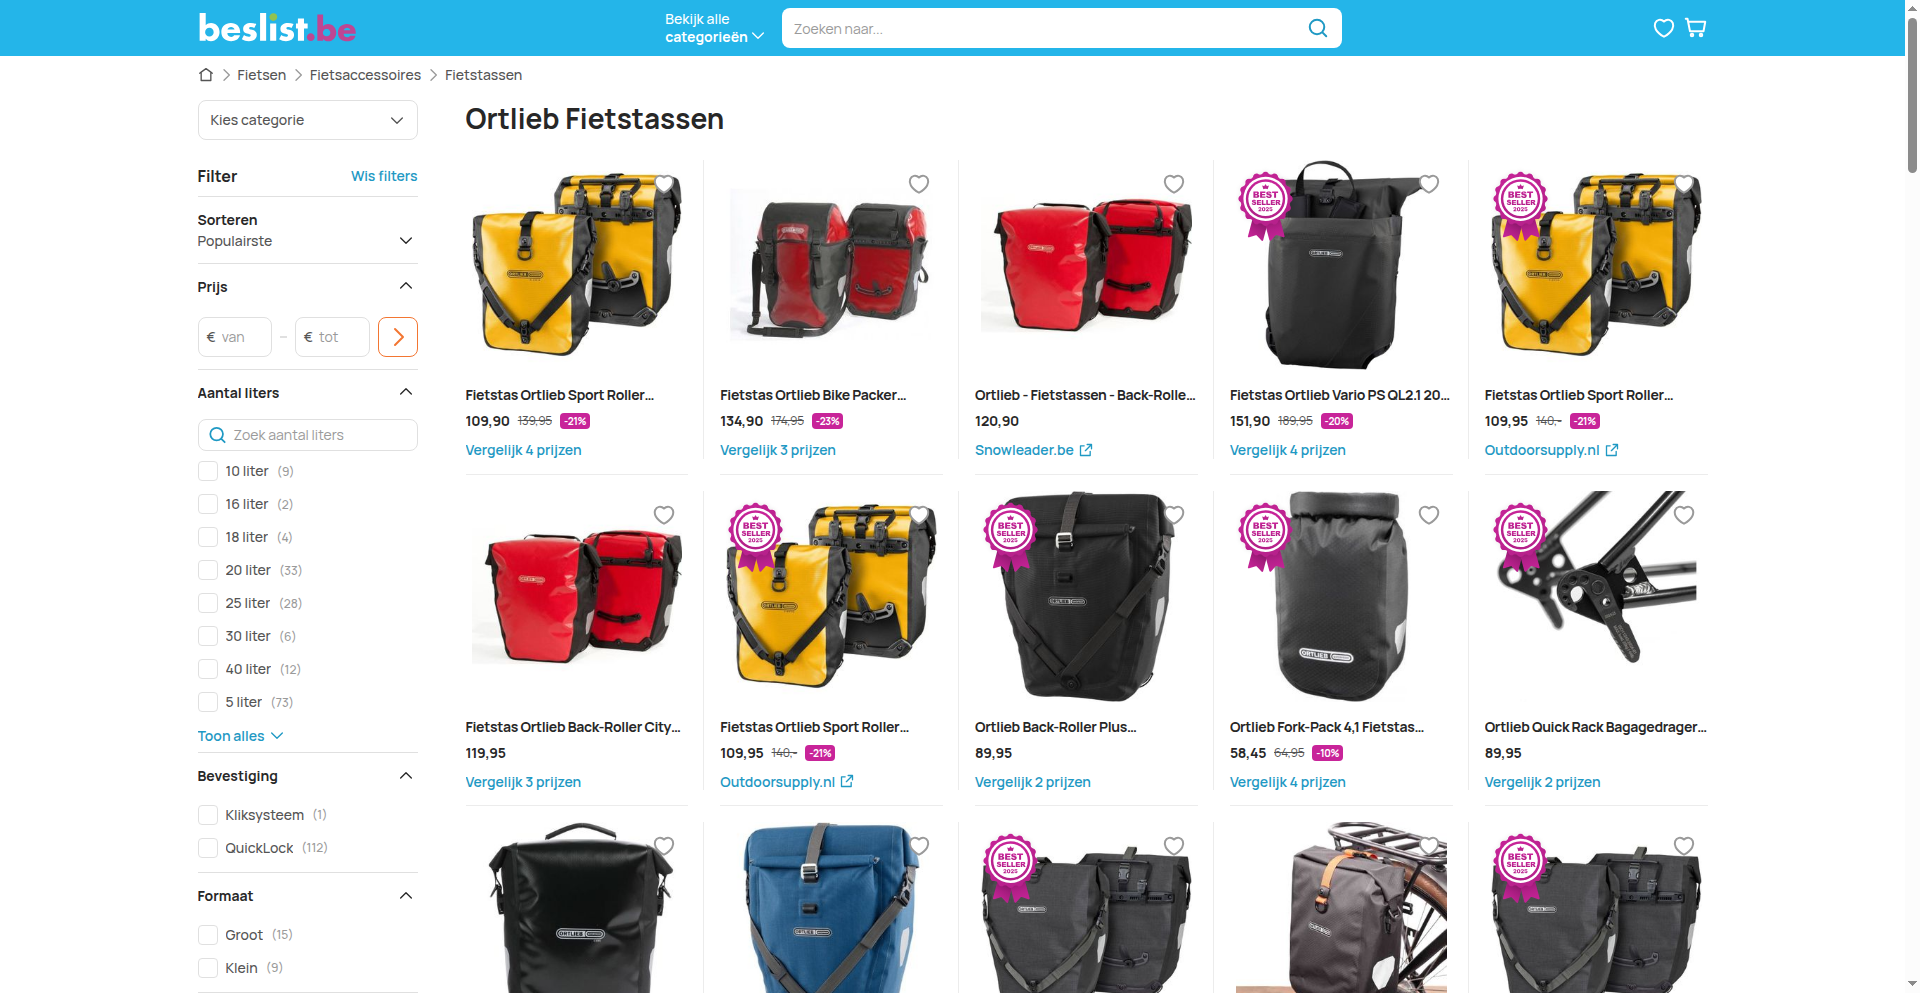 beslist.be
Bekijk alle
categorieën
Zoeken naar...
Fietsen
Fietsaccessoires
Fietstassen
Kies categorie
Ortlieb Fietstassen
Filter
Wis filters
Sorteren
Populairste
Prijs
€ van
–
€ tot
Aantal liters
Zoek aantal liters
10 liter (9)
16 liter (2)
18 liter (4)
20 liter (33)
25 liter (28)
30 liter (6)
40 liter (12)
5 liter (73)
Toon alles
Bevestiging
Kliksysteem (1)
QuickLock (112)
Formaat
Groot (15)
Klein (9)
Fietstas Ortlieb Sport Roller...
109,90 139,95 -21%
Vergelijk 4 prijzen
Fietstas Ortlieb Bike Packer...
134,90 174,95 -23%
Vergelijk 3 prijzen
Ortlieb - Fietstassen - Back-Rolle...
120,90
Snowleader.be
BEST
SELLER
2025
Fietstas Ortlieb Vario PS QL2.1 20...
151,90 189,95 -20%
Vergelijk 4 prijzen
BEST
SELLER
2025
Fietstas Ortlieb Sport Roller...
109,95 140,- -21%
Outdoorsupply.nl
Fietstas Ortlieb Back-Roller City...
119,95
Vergelijk 3 prijzen
BEST
SELLER
2025
Fietstas Ortlieb Sport Roller...
109,95 140,- -21%
Outdoorsupply.nl
BEST
SELLER
2025
ORTLIEB
Ortlieb Back-Roller Plus...
89,95
Vergelijk 2 prijzen
BEST
SELLER
2025
ORTLIEB
Ortlieb Fork-Pack 4,1 Fietstas...
58,45 64,95 -10%
Vergelijk 4 prijzen
BEST
SELLER
2025
Ortlieb Quick Rack Bagagedrager...
89,95
Vergelijk 2 prijzen
ORTLIEB
ORTLIEB
BEST
SELLER
2025
BEST
SELLER
2025